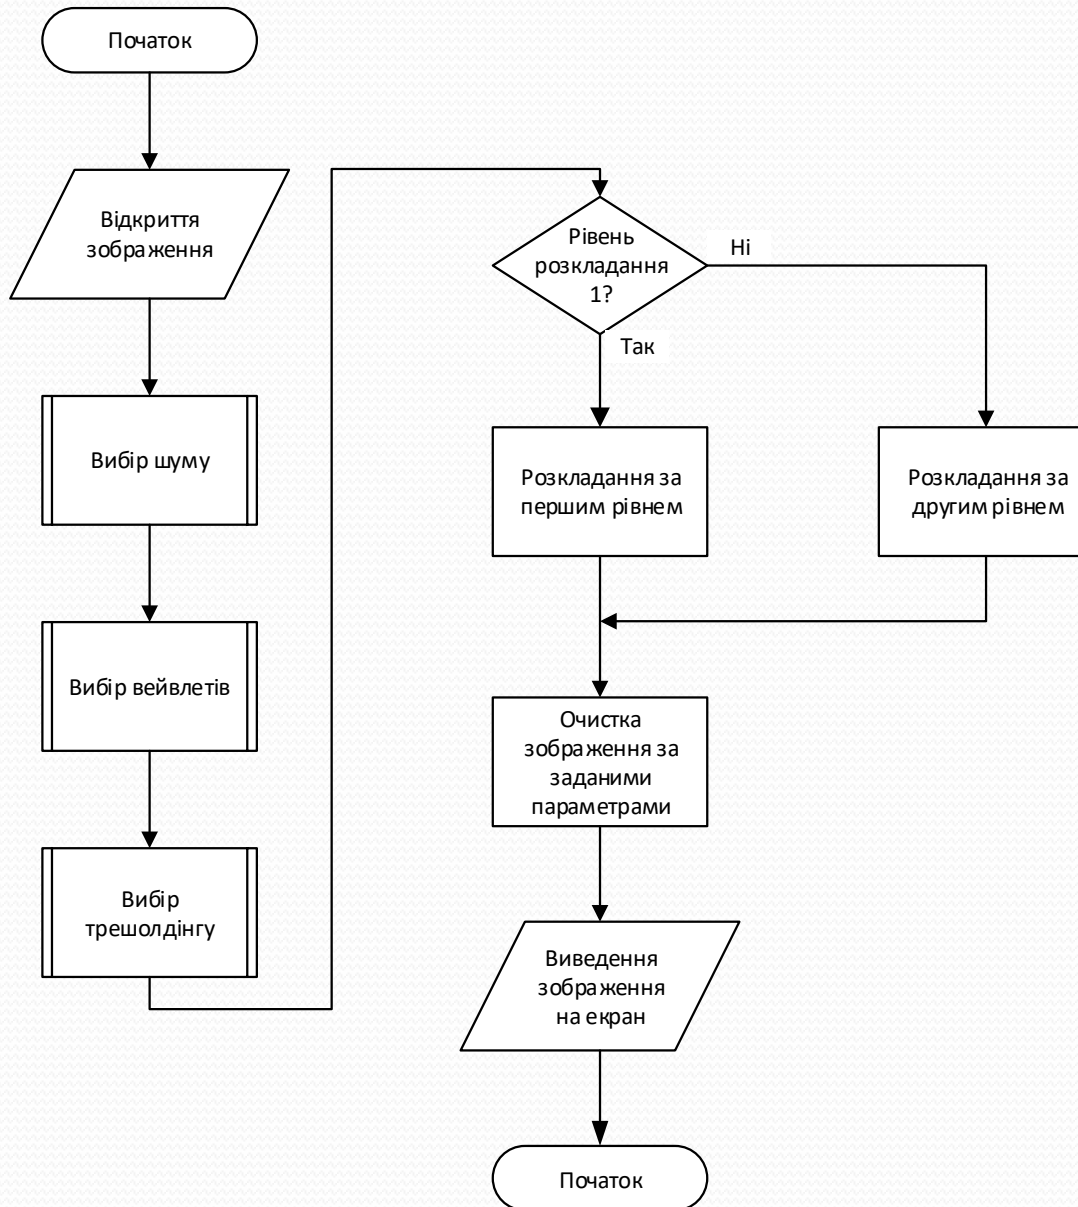 Початок
Відкриття
зображення
Вибір шуму
Вибір вейвлетів
Вибір
трешолдінгу
Рівень
розкладання
1?
Ні
Так
Розкладання за
першим рівнем
Розкладання за
другим рівнем
Очистка
зображення за
заданими
параметрами
Виведення
зображення
на екран
Початок